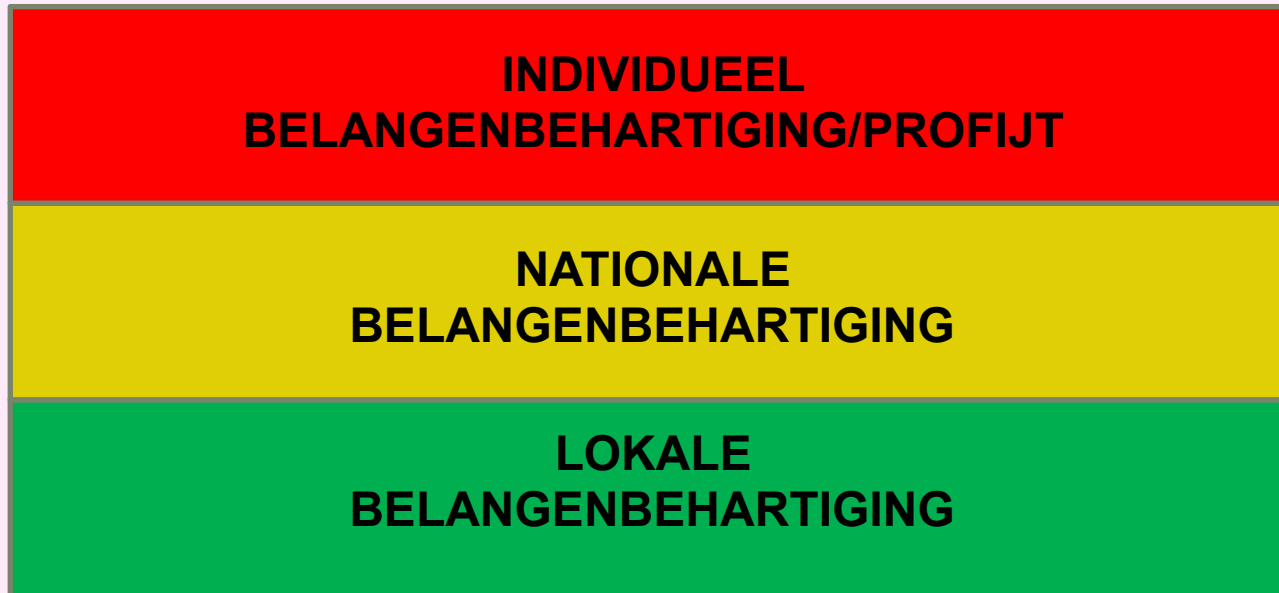 INDIVIDUEEL
BELANGENBEHARTIGING/PROFIJT
NATIONALE
BELANGENBEHARTIGING
LOKALE
BELANGENBEHARTIGING